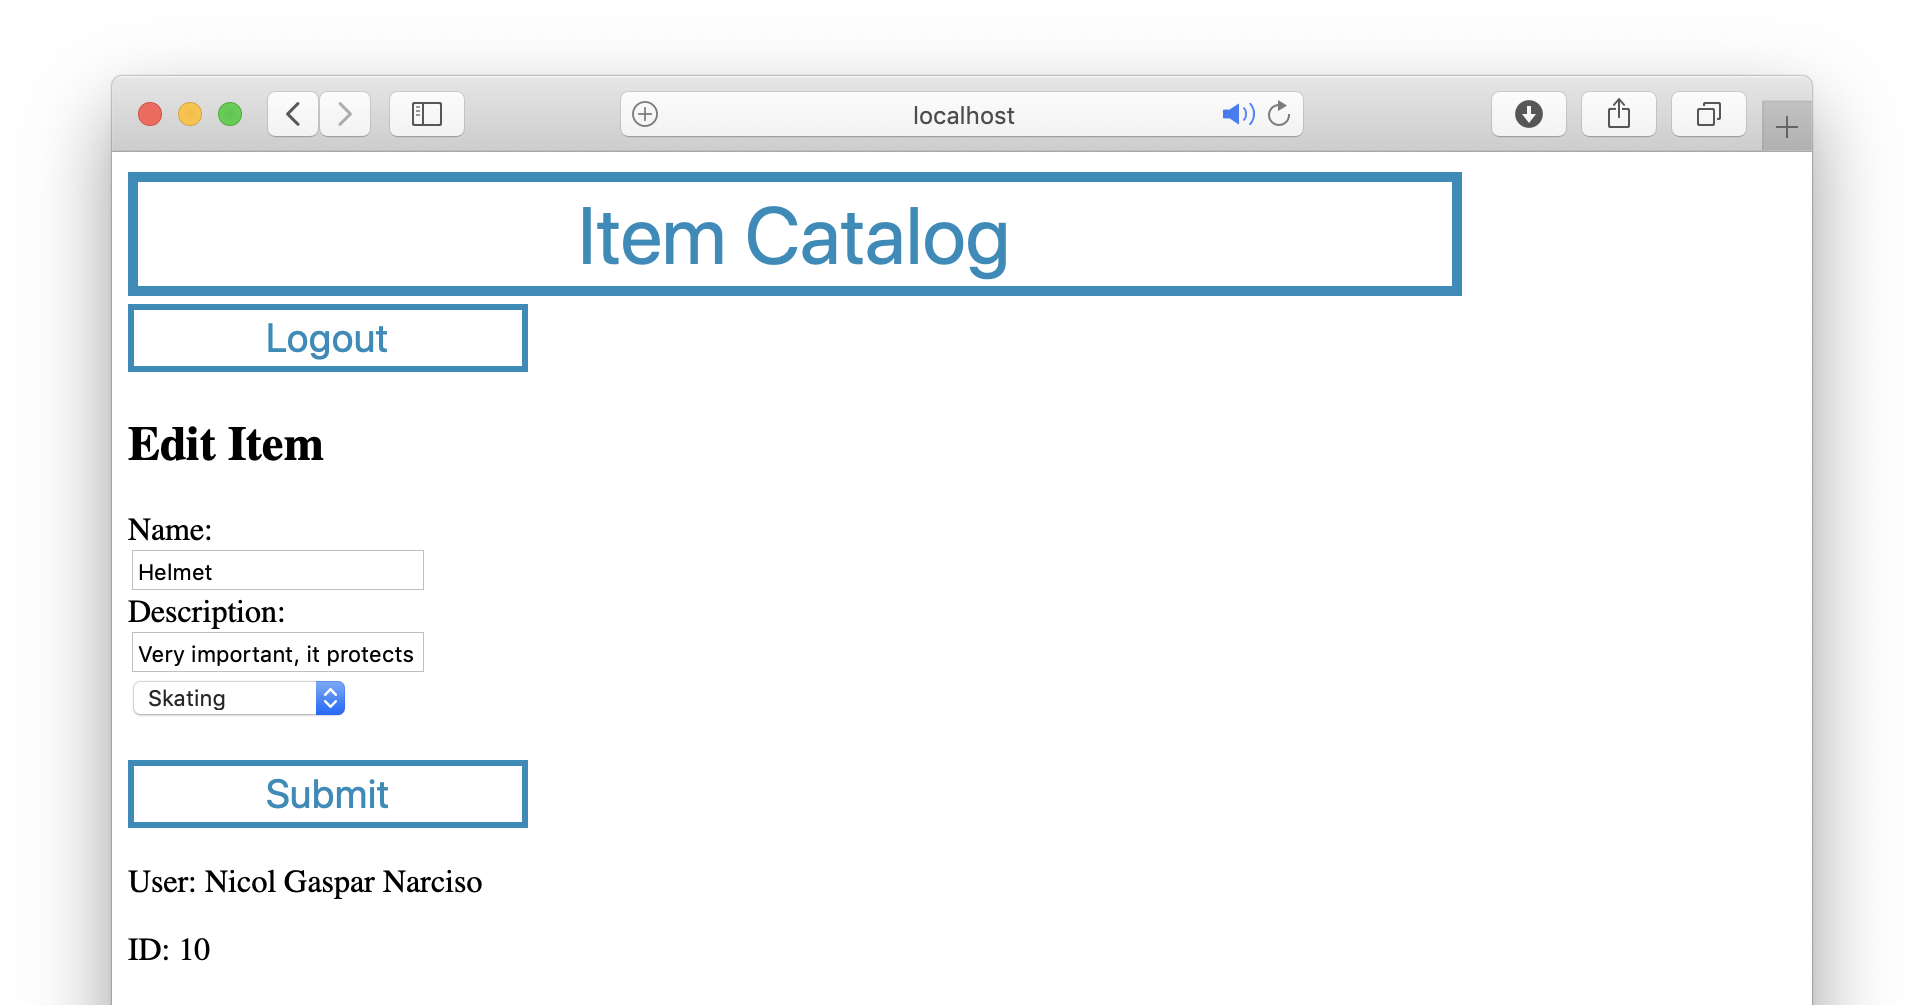 localhost
Item Catalog
Logout
Edit Item
Name:
Helmet
Description:
Very important, it protects
Skating
Submit
User: Nicol Gaspar Narciso
ID: 10